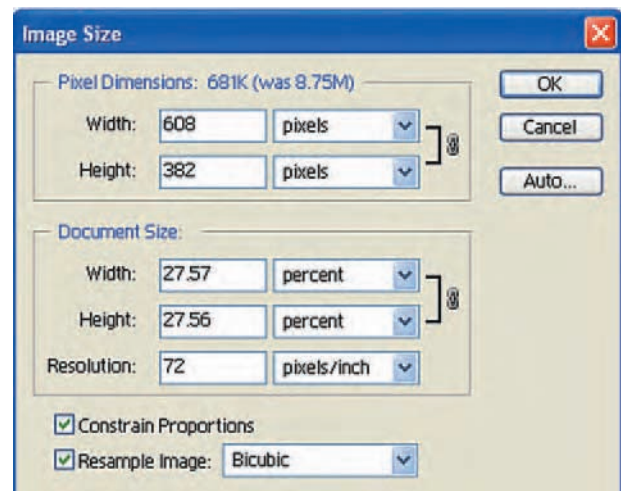 Image Size
Pixel Dimensions: 681K (was 8.75M)
OK
Width: 608 pixels
Cancel
Height: 382 pixels
Auto...
Document Size:
Width: 27.57 percent
Height: 27.56 percent
Resolution: 72 pixels/inch
Constrain Proportions
Resample Image: Bicubic